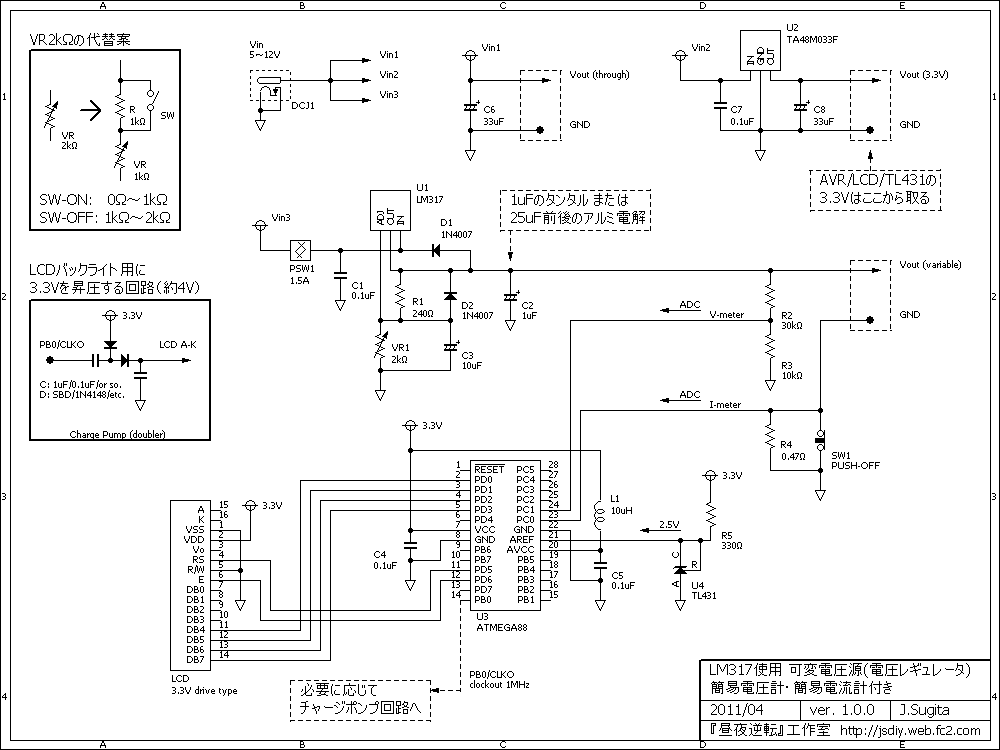 A B C D E
1
2
3
4
VR2kΩの代替案
VR
2kΩ
R
1kΩ
SW
VR
1kΩ
SW-ON: 0Ω～1kΩ
SW-OFF: 1kΩ～2kΩ
LCDバックライト用に
3.3Vを昇圧する回路(約4V)
3.3V
PB0/CLKO
LCD A-K
C: 1uF/0.1uF/or so.
D: SBD/1N4148/etc.
Charge Pump (doubler)
Vin
5～12V
DCJ1
Vin1
Vin2
Vin3
Vin1
C6
33uF
Vout (through)
GND
Vin2
U2
TA48M033F
IN
GND
OUT
C7
0.1uF
C8
33uF
Vout (3.3V)
GND
AVR/LCD/TL431の
3.3Vはここから取る
Vin3
PSW1
1.5A
C1
0.1uF
U1
LM317
ADJ
OUT
IN
D1
1N4007
R1
240Ω
D2
1N4007
VR1
2kΩ
C3
10uF
1uFのタンタル または
25uF前後のアルミ電解
C2
1uF
Vout (variable)
GND
R2
30kΩ
R3
10kΩ
ADC
V-meter
ADC
I-meter
R4
0.47Ω
SW1
PUSH-OFF
3.3V
C4
0.1uF
1 RESET PC5 28
2 PD0 PC4 27
3 PD1 PC3 26
4 PD2 PC2 25
5 PD3 PC1 24
6 PD4 PC0 23
7 VCC GND 22
8 GND AREF 21
9 PB6 AVCC 20
10 PB7 PB5 19
11 PD5 PB4 18
12 PD6 PB3 17
13 PD7 PB2 16
14 PB0 PB1 15
U3
ATMEGA88
L1
10uH
C5
0.1uF
2.5V
3.3V
R5
330Ω
C
R
A
U4
TL431
3.3V
A 15
K 16
VSS 1
VDD 2
Vo 3
RS 4
R/W 5
E 6
DB0 7
DB1 8
DB2 9
DB3 10
DB4 11
DB5 12
DB6 13
DB7 14
LCD
3.3V drive type
PB0/CLKO
clockout 1MHz
必要に応じて
チャージポンプ回路へ
LM317使用 可変電圧源(電圧レギュレータ)
簡易電圧計・簡易電流計付き
2011/04 ver. 1.0.0 J.Sugita
『昼夜逆転』工作室 http://jsdiy.web.fc2.com
1
2
3
4
A B C D E